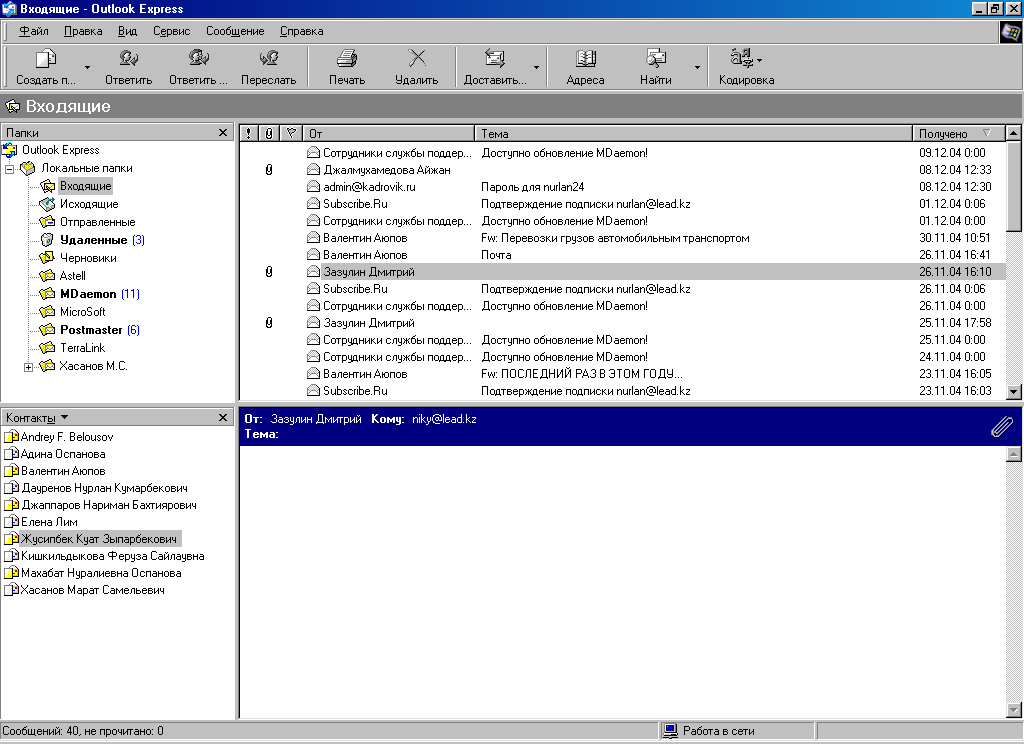 Входящие - Outlook Express
Файл Правка Вид Сервис Сообщение Справка
Создать п... Ответить Ответить ... Переслать Печать Удалить Доставить... Адреса Найти Кодировка
Входящие
Папки
Outlook Express
Локальные папки
Входящие
Исходящие
Отправленные
Удаленные (3)
Черновики
Astell
MDaemon (11)
MicroSoft
Postmaster (6)
TerraLink
Хасанов М.С.
! От Тема Получено
Сотрудники службы поддер... Доступно обновление MDaemon! 09.12.04 0:00
Джалмухамедова Айжан 08.12.04 12:33
admin@kadrovik.ru Пароль для nurlan24 08.12.04 12:30
Subscribe.Ru Подтверждение подписки nurlan@lead.kz 01.12.04 0:06
Сотрудники службы поддер... Доступно обновление MDaemon! 01.12.04 0:00
Валентин Аюпов Fw: Перевозки грузов автомобильным транспортом 30.11.04 10:51
Валентин Аюпов Почта 26.11.04 16:41
Зазулин Дмитрий 26.11.04 16:10
Subscribe.Ru Подтверждение подписки nurlan@lead.kz 26.11.04 0:06
Сотрудники службы поддер... Доступно обновление MDaemon! 26.11.04 0:00
Зазулин Дмитрий 25.11.04 17:58
Сотрудники службы поддер... Доступно обновление MDaemon! 25.11.04 0:00
Сотрудники службы поддер... Доступно обновление MDaemon! 24.11.04 0:00
Валентин Аюпов Fw: ПОСЛЕДНИЙ РАЗ В ЭТОМ ГОДУ... 23.11.04 16:05
Subscribe.Ru Подтверждение подписки nurlan@lead.kz 23.11.04 16:03
Контакты
Andrey F. Belousov
Адина Оспанова
Валентин Аюпов
Дауренов Нурлан Кумарбекович
Джаппаров Нариман Бахтиярович
Елена Лим
Жусипбек Куат Зыпарбекович
Кишкильдыкова Феруза Сайлаувна
Махабат Нуралиевна Оспанова
Хасанов Марат Самельевич
От: Зазулин Дмитрий Кому: niky@lead.kz
Тема:
Сообщений: 40, не прочитано: 0 Работа в сети